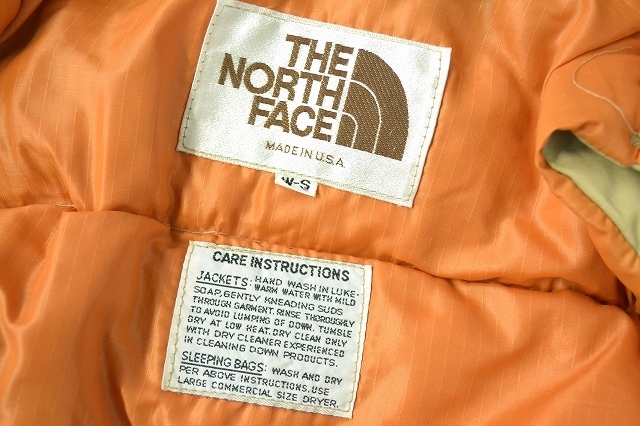 THE
NORTH
FACE
MADE IN U.S.A.
W-S
CARE INSTRUCTIONS
JACKETS: HAND WASH IN LUKE-
WARM WATER WITH MILD
SOAP, GENTLY KNEADING SUDS
THROUGH GARMENT. RINSE THOROUGHLY
TO AVOID LUMPING OF DOWN. TUMBLE
DRY AT LOW HEAT. DRY CLEAN ONLY
WITH DRY CLEANER EXPERIENCED
IN CLEANING DOWN PRODUCTS.
SLEEPING BAGS: WASH AND DRY
PER ABOVE INSTRUCTIONS. USE
LARGE COMMERCIAL SIZE DRYER.